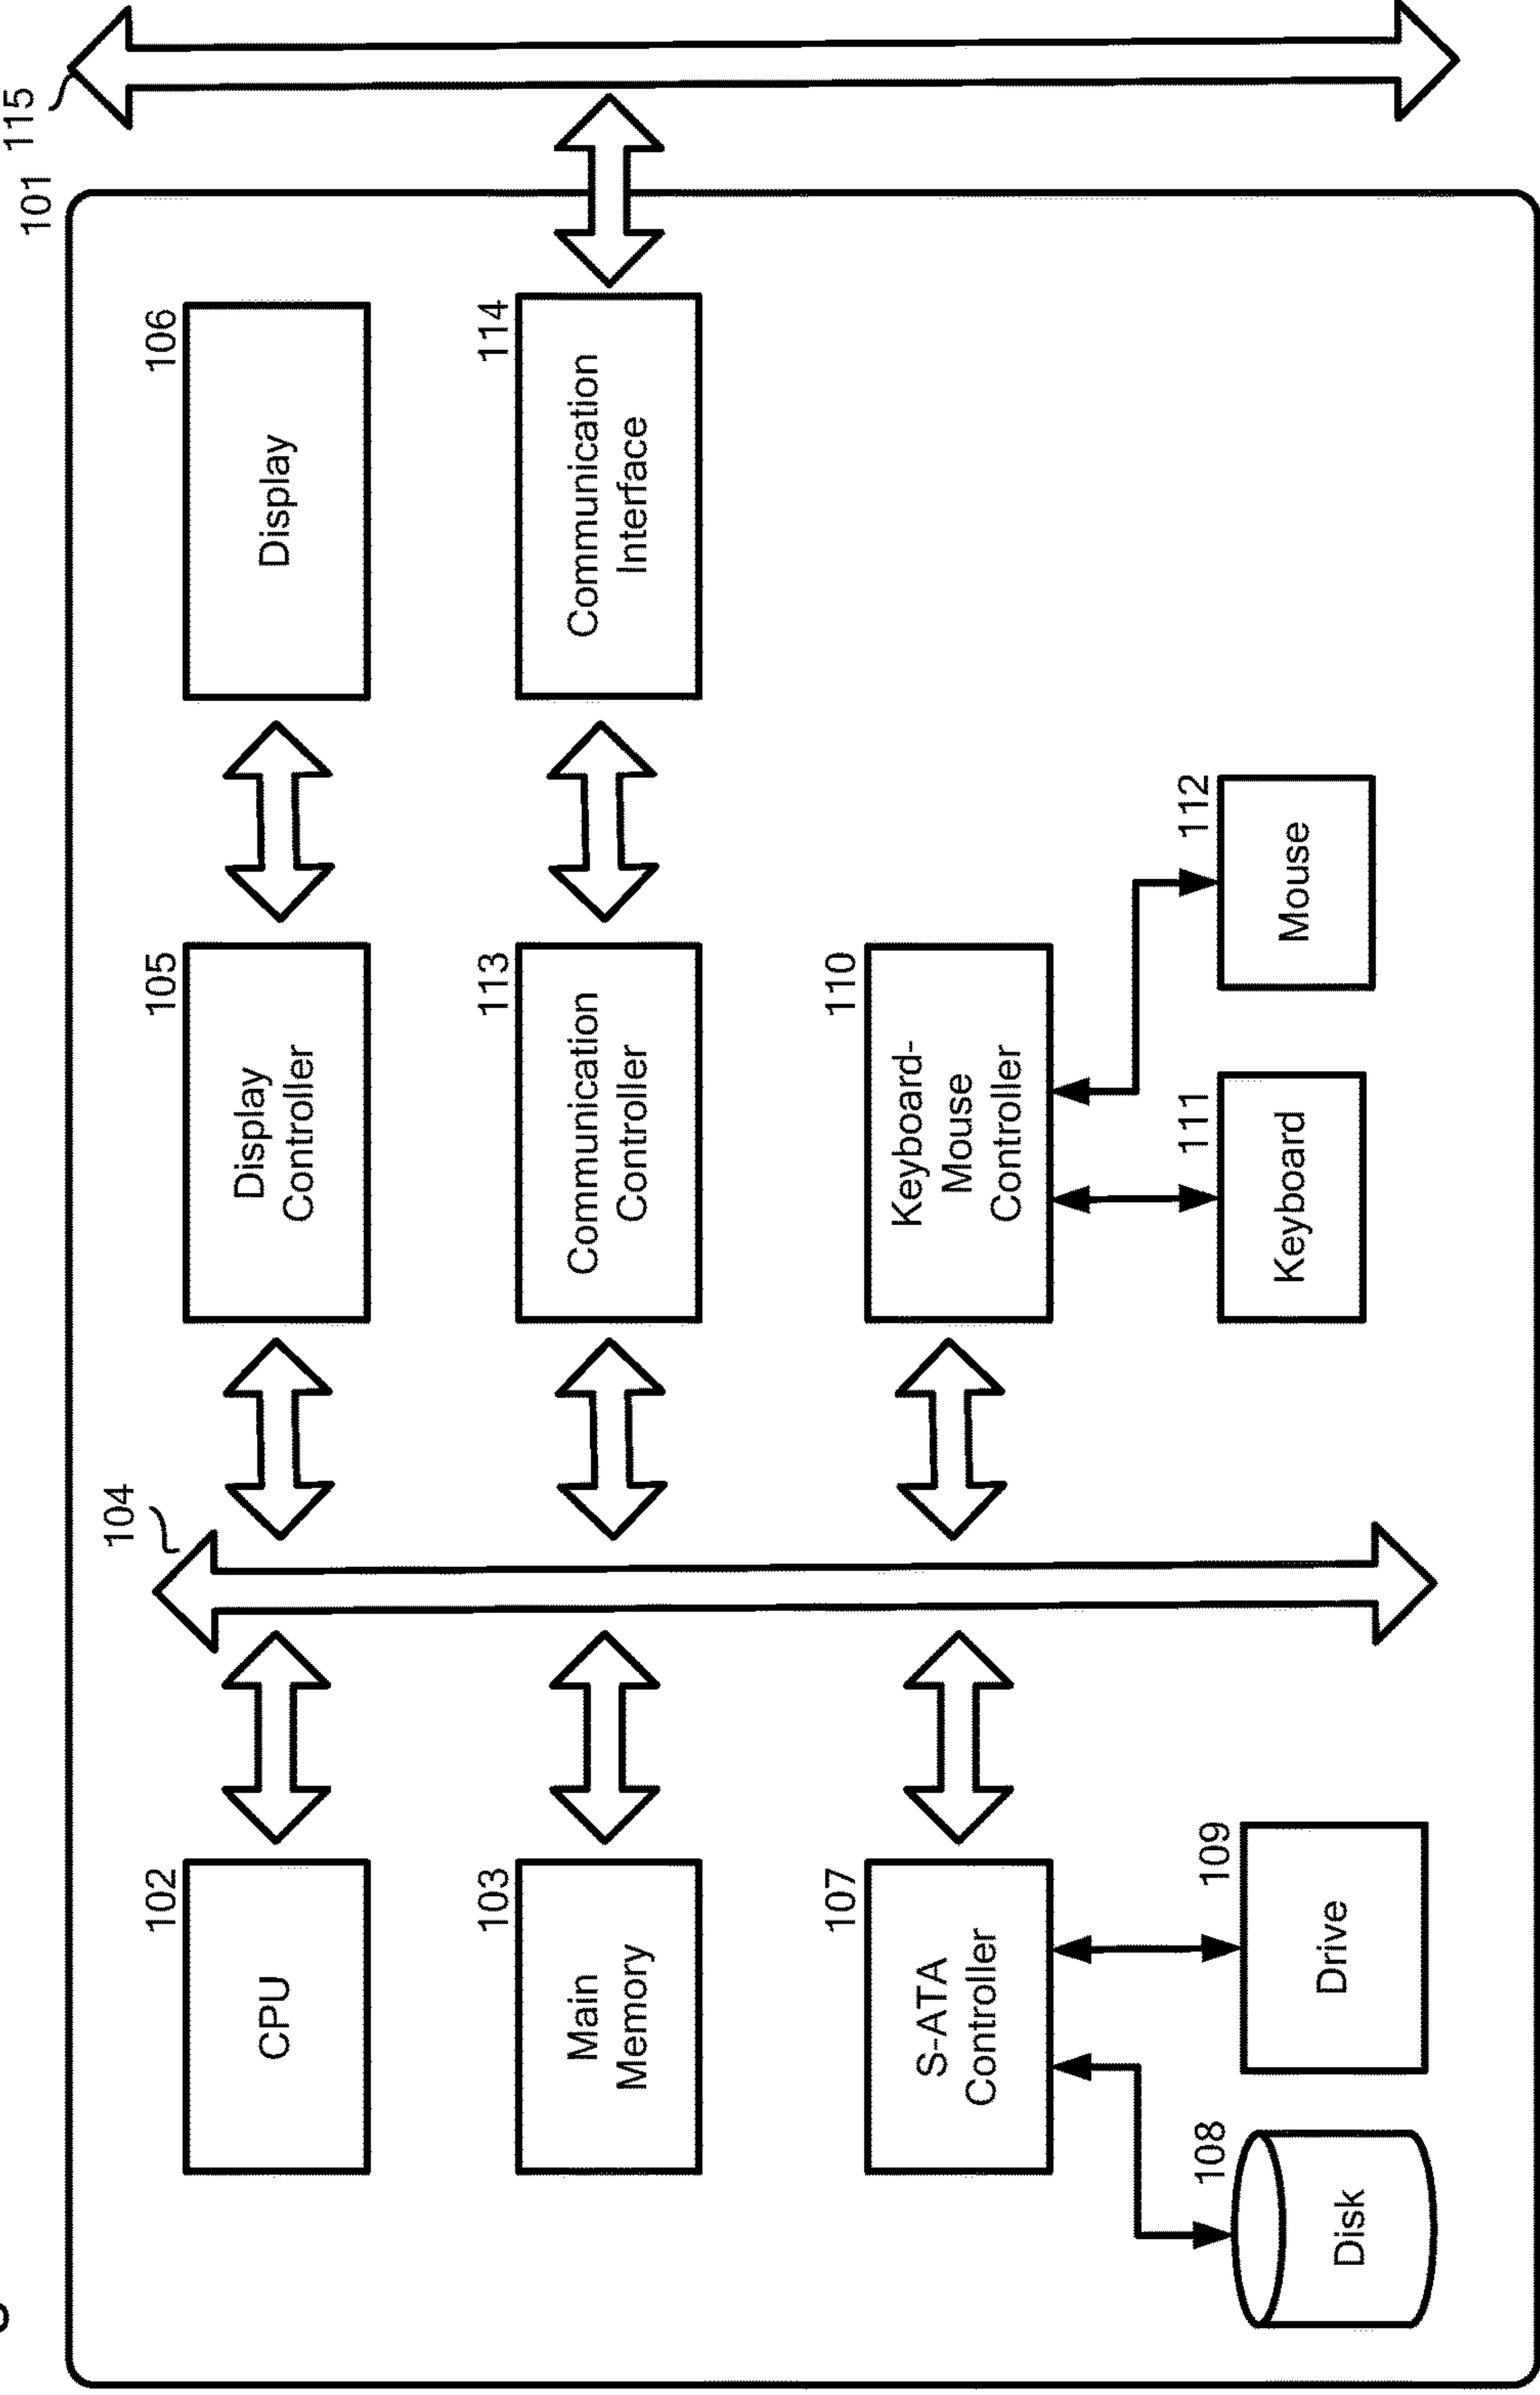 115
101
102
CPU
104
105
Display
Controller
106
Display
103
Main
Memory
113
Communication
Controller
114
Communication
Interface
107
S-ATA
Controller
110
Keyboard-
Mouse
Controller
108
Disk
109
Drive
111
Keyboard
112
Mouse